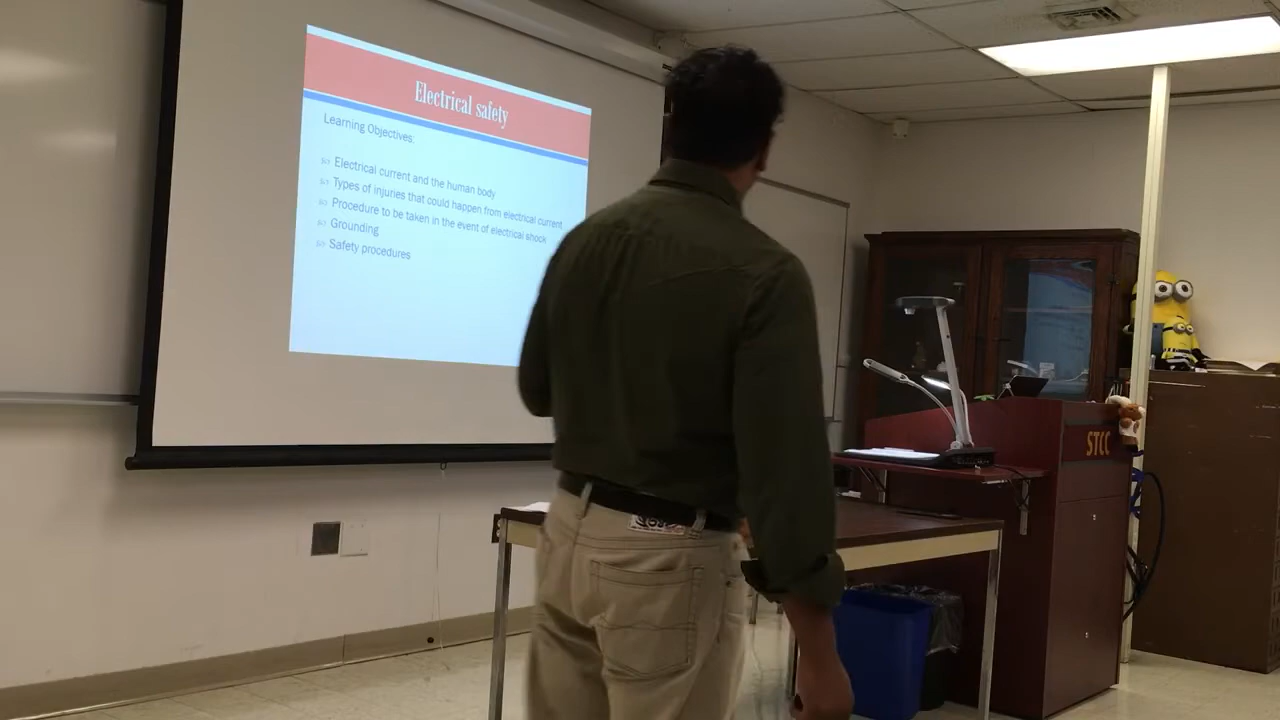 Electrical safety
Learning Objectives:
Electrical current and the human body
Types of injuries that could happen from electrical current
Procedure to be taken in the event of electrical shock
Grounding
Safety procedures
STCC